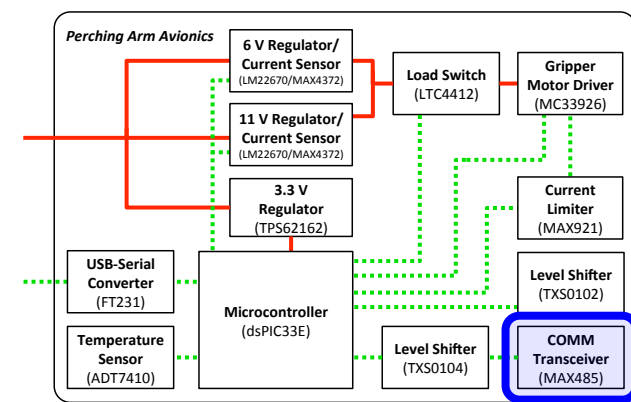 Perching Arm Avionics
6 V Regulator/
Current Sensor
(LM22670/MAX4372)
Load Switch
(LTC4412)
Gripper
Motor Driver
(MC33926)
11 V Regulator/
Current Sensor
(LM22670/MAX4372)
3.3 V
Regulator
(TPS62162)
Current
Limiter
(MAX921)
USB-Serial
Converter
(FT231)
Microcontroller
(dsPIC33E)
Level Shifter
(TXS0102)
Temperature
Sensor
(ADT7410)
Level Shifter
(TXS0104)
COMM
Transceiver
(MAX485)